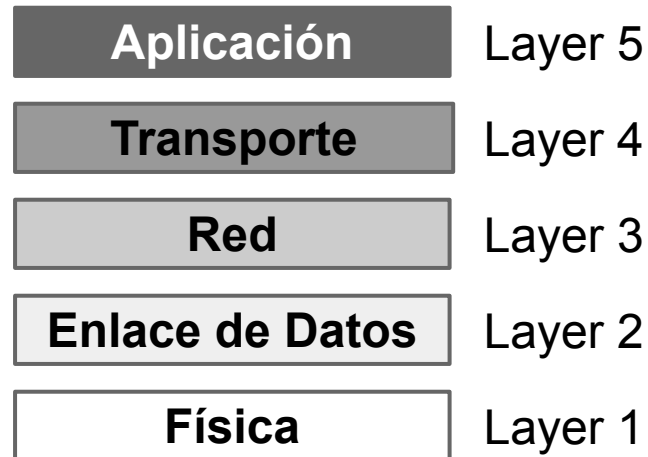 Aplicación Layer 5
Transporte Layer 4
Red Layer 3
Enlace de Datos Layer 2
Física Layer 1